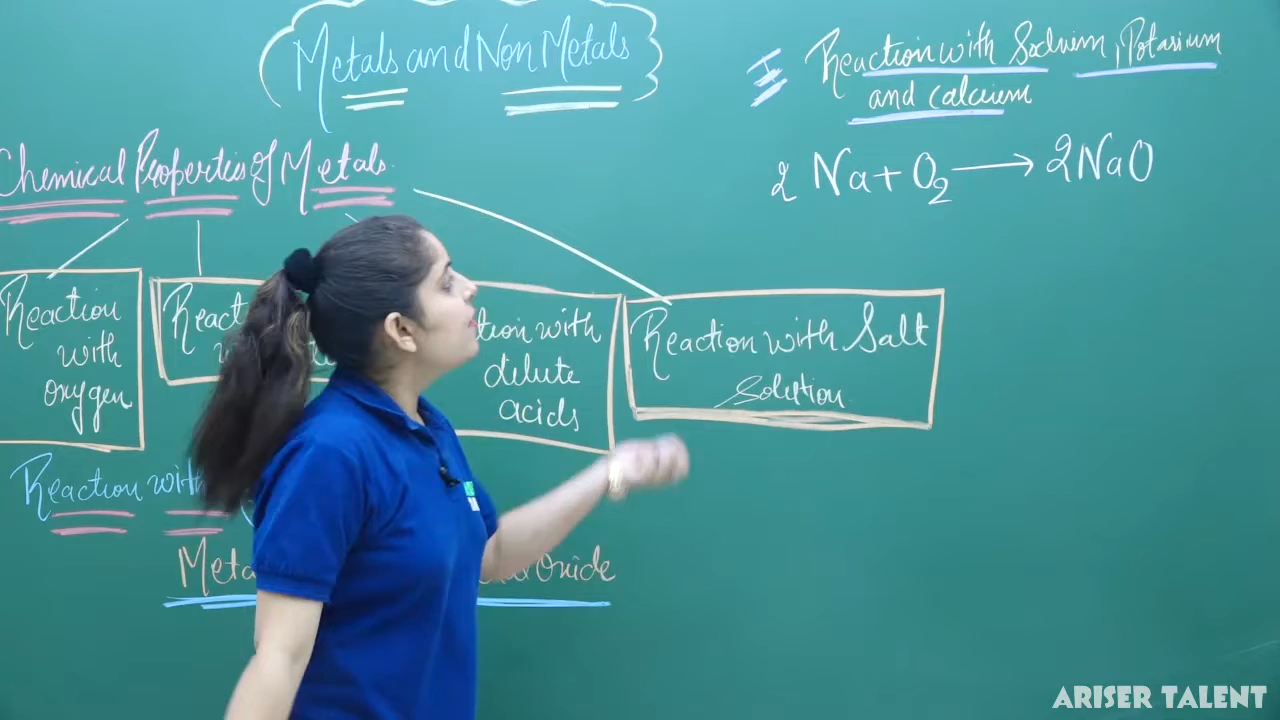 Metals and Non Metals
I Reaction with Sodium, Potasium
and calcium
2 Na + O2 → 2NaO
Chemical Properties of Metals
Reaction
with
oxygen
with
dilute
acids
Reaction with Salt
solution
Reaction with
Oxide
ARISER TALENT